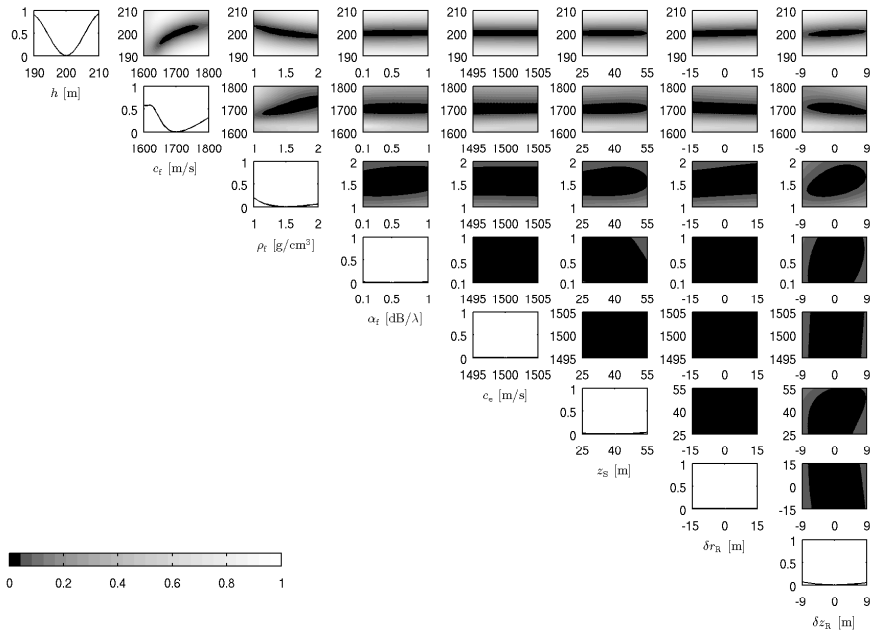 1 0.5 0 190 200 210
h [m]
210 200 190 1600 1700 1800
210 200 190 1 1.5 2
210 200 190 0.1 0.5 1
210 200 190 1495 1500 1505
210 200 190 25 40 55
210 200 190 -15 0 15
210 200 190 -9 0 9
1 0.5 0 1600 1700 1800
c_f [m/s]
1800 1700 1600 1 1.5 2
1800 1700 1600 0.1 0.5 1
1800 1700 1600 1495 1500 1505
1800 1700 1600 25 40 55
1800 1700 1600 -15 0 15
1800 1700 1600 -9 0 9
1 0.5 0 1 1.5 2
ρ_f [g/cm³]
2 1.5 1 0.1 0.5 1
2 1.5 1 1495 1500 1505
2 1.5 1 25 40 55
2 1.5 1 -15 0 15
2 1.5 1 -9 0 9
1 0.5 0 0.1 0.5 1
α_f [dB/λ]
1 0.5 0.1 1495 1500 1505
1 0.5 0.1 25 40 55
1 0.5 0.1 -15 0 15
1 0.5 0.1 -9 0 9
1 0.5 0 1495 1500 1505
c_e [m/s]
1505 1500 1495 25 40 55
1505 1500 1495 -15 0 15
1505 1500 1495 -9 0 9
1 0.5 0 25 40 55
z_S [m]
55 40 25 -15 0 15
55 40 25 -9 0 9
1 0.5 0 -15 0 15
δr_R [m]
15 0 -15 -9 0 9
1 0.5 0 -9 0 9
δz_R [m]
0 0.2 0.4 0.6 0.8 1